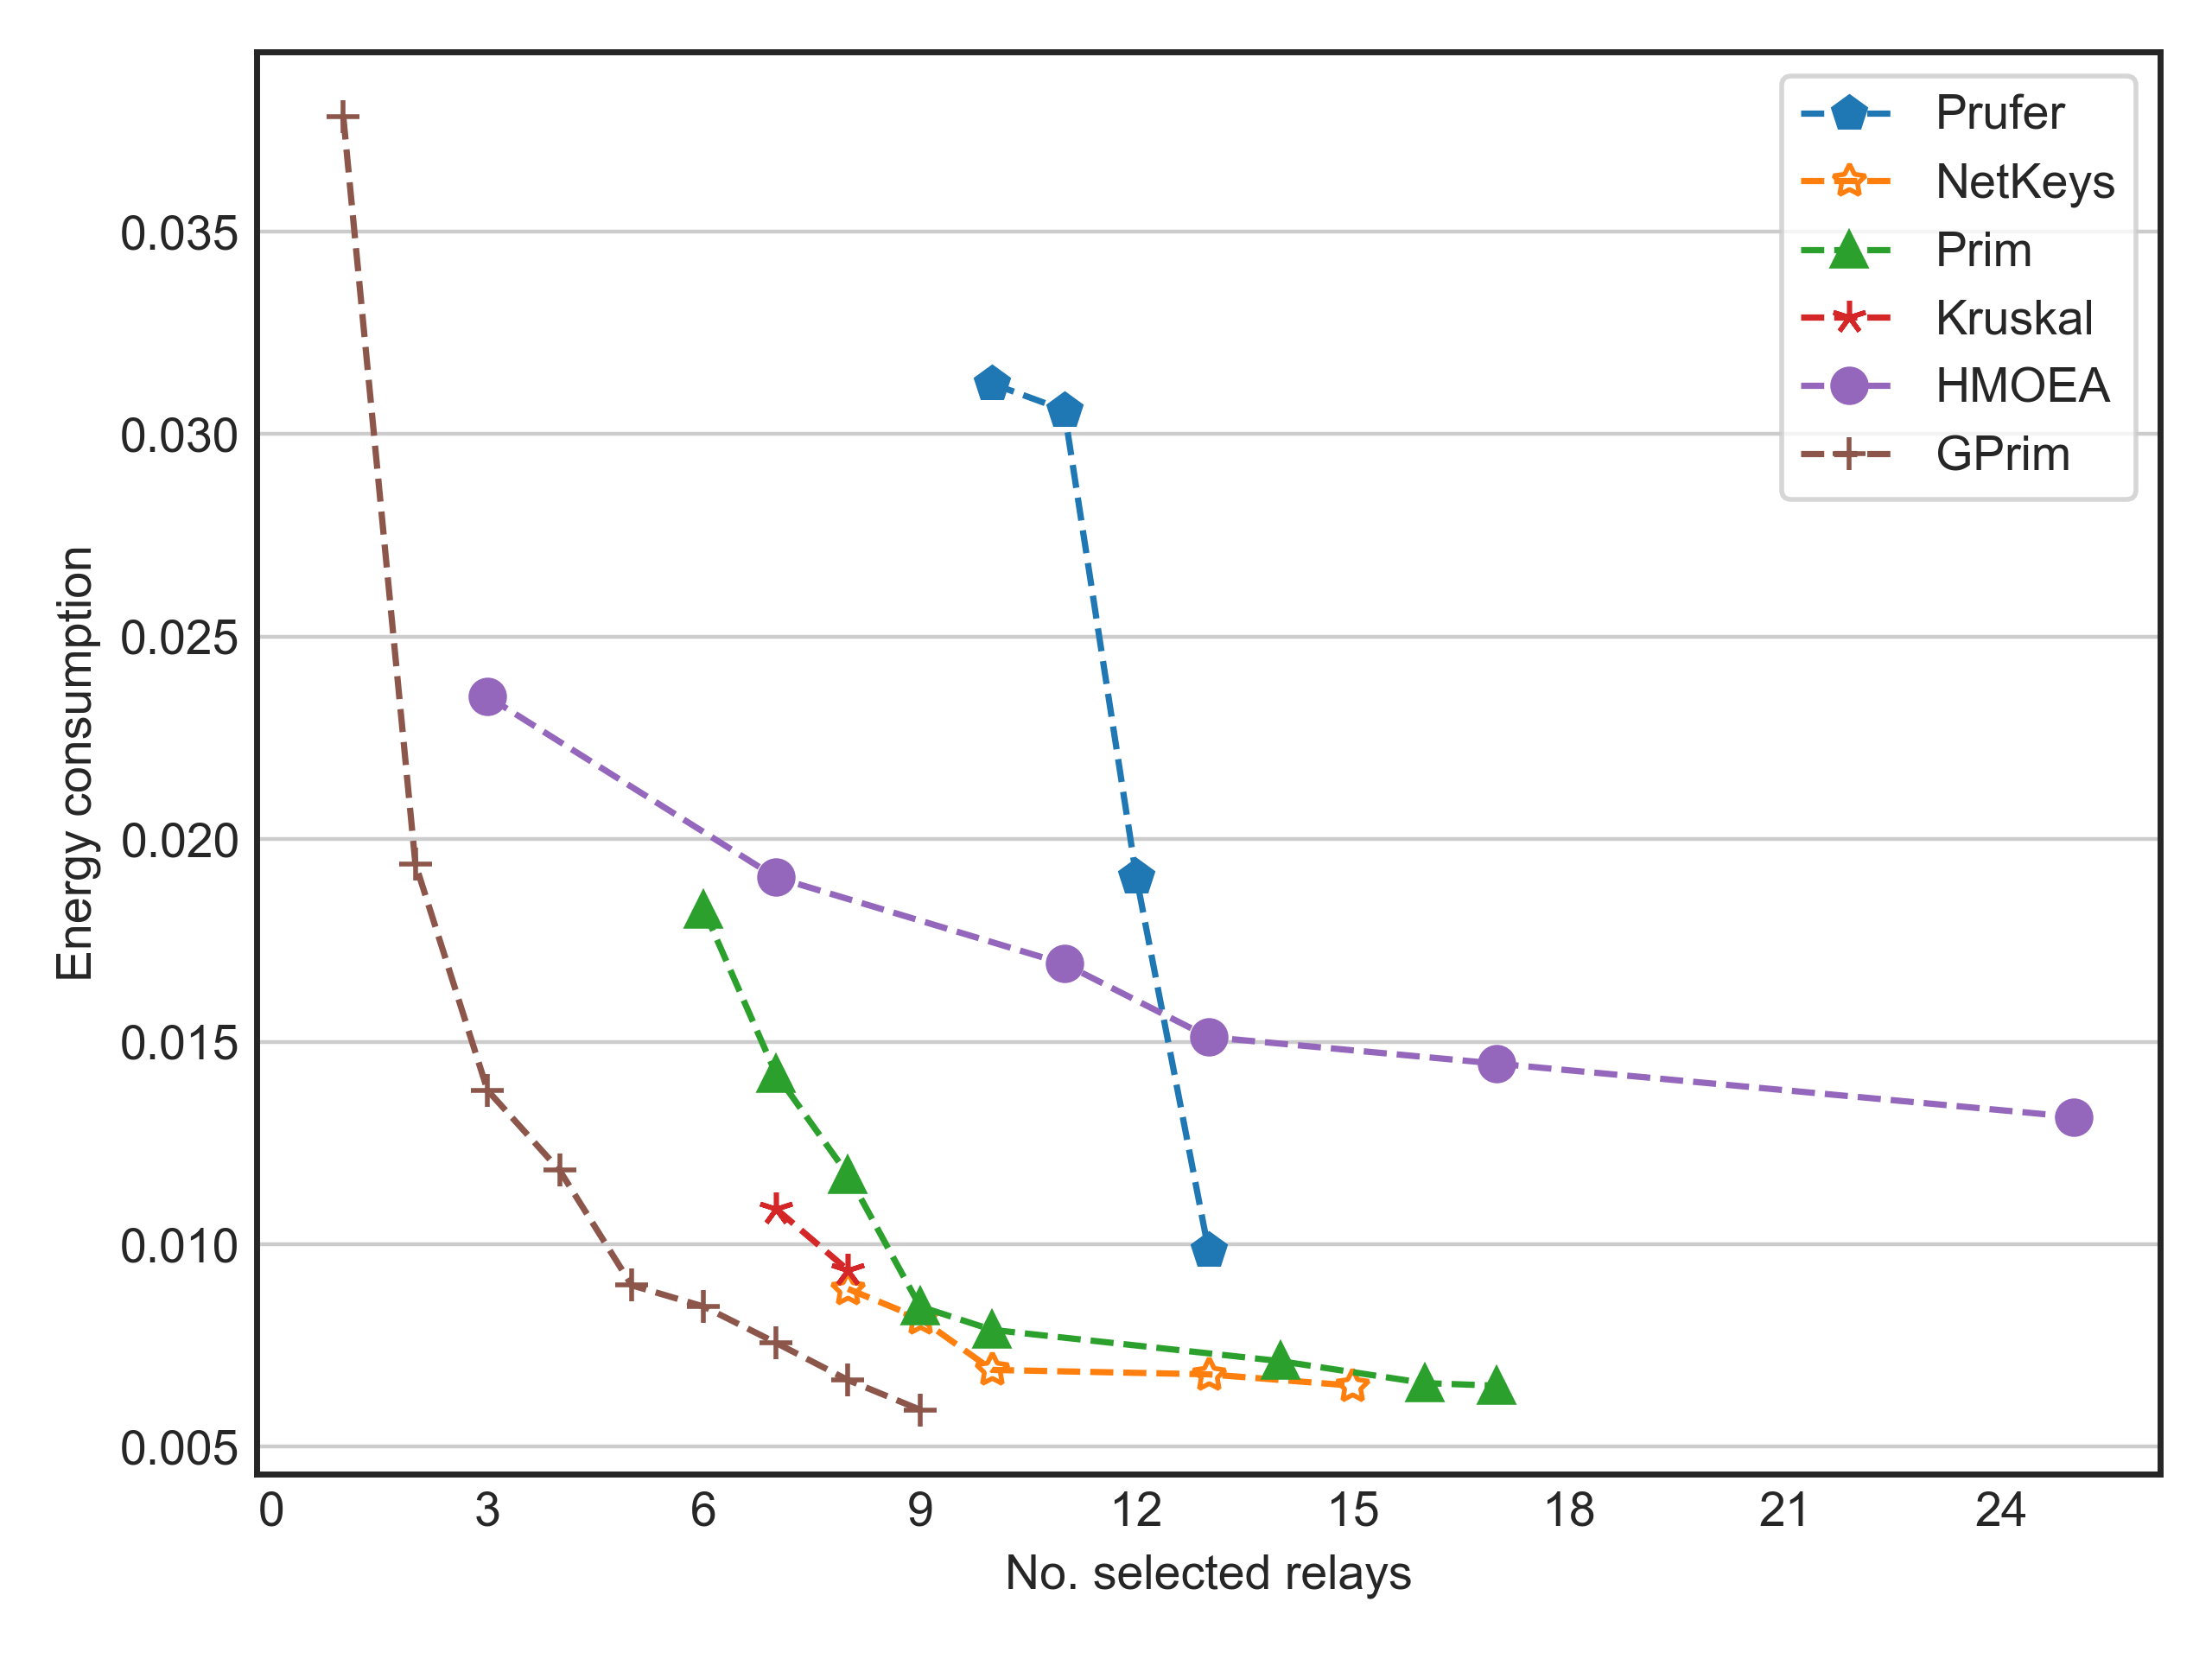 Prufer
NetKeys
Prim
Kruskal
HMOEA
GPrim
0.035
0.030
0.025
0.020
0.015
0.010
0.005
Energy consumption
0 3 6 9 12 15 18 21 24
No. selected relays